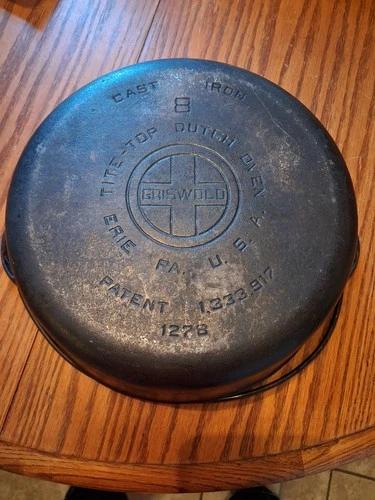 CAST IRON
8
TITE-TOP DUTCH OVEN
GRISWOLD
ERIE PA., U.S.A.
PATENT 1,333,917
1278